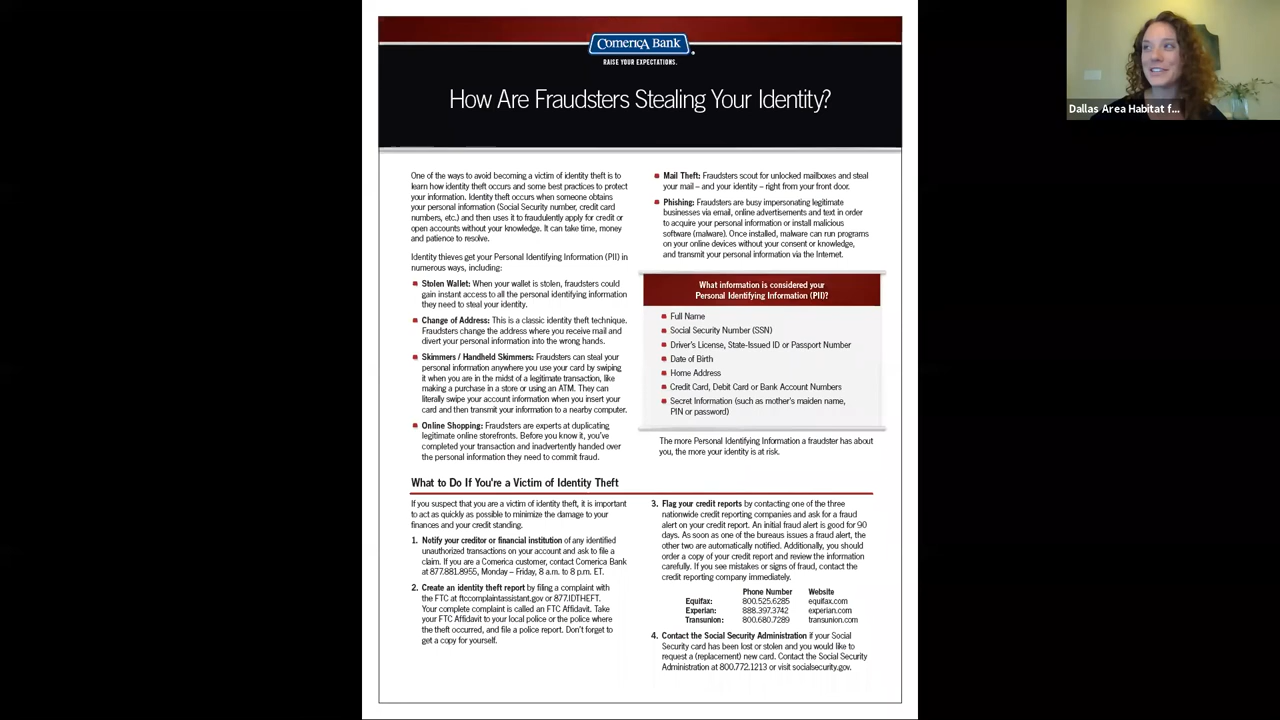 COMERICA BANK
RAISE YOUR EXPECTATIONS.
How Are Fraudsters Stealing Your Identity?
Dallas Area Habitat f...
One of the ways to avoid becoming a victim of identity theft is to
learn how identity theft occurs and some best practices to protect
your information. Identity theft occurs when someone obtains
your personal information (Social Security number, credit card
numbers, etc.) and then uses it to fraudulently apply for credit or
open accounts without your knowledge. It can take time, money
and patience to resolve.
Identity thieves get your Personal Identifying Information (PII) in
numerous ways, including:
Stolen Wallet: When your wallet is stolen, fraudsters could
gain instant access to all the personal identifying information
they need to steal your identity.
Change of Address: This is a classic identity theft technique.
Fraudsters change the address where you receive mail and
divert your personal information into the wrong hands.
Skimmers / Handheld Skimmers: Fraudsters can steal your
personal information anywhere you use your card by swiping
it when you are in the midst of a legitimate transaction, like
making a purchase in a store or using an ATM. They can
literally swipe your account information when you insert your
card and then transmit your information to a nearby computer.
Online Shopping: Fraudsters are experts at duplicating
legitimate online storefronts. Before you know it, you've
completed your transaction and inadvertently handed over
the personal information they need to commit fraud.
Mail Theft: Fraudsters scout for unlocked mailboxes and steal
your mail – and your identity – right from your front door.
Phishing: Fraudsters are busy impersonating legitimate
businesses via email, online advertisements and text in order
to acquire your personal information or install malicious
software (malware). Once installed, malware can run programs
on your online devices without your consent or knowledge,
and transmit your personal information via the Internet.
What information is considered your
Personal Identifying Information (PII)?
Full Name
Social Security Number (SSN)
Driver's License, State-Issued ID or Passport Number
Date of Birth
Home Address
Credit Card, Debit Card or Bank Account Numbers
Secret Information (such as mother's maiden name,
PIN or password)
The more Personal Identifying Information a fraudster has about
you, the more your identity is at risk.
What to Do If You're a Victim of Identity Theft
If you suspect that you are a victim of identity theft, it is important
to act as quickly as possible to minimize the damage to your
finances and your credit standing.
1. Notify your creditor or financial institution of any identified
unauthorized transactions on your account and ask to file a
claim. If you are a Comerica customer, contact Comerica Bank
at 877.881.8955, Monday – Friday, 8 a.m. to 8 p.m. ET.
2. Create an identity theft report by filing a complaint with
the FTC at ftccomplaintassistant.gov or 877.IDTHEFT.
Your complete complaint is called an FTC Affidavit. Take
your FTC Affidavit to your local police or the police where
the theft occurred, and file a police report. Don't forget to
get a copy for yourself.
3. Flag your credit reports by contacting one of the three
nationwide credit reporting companies and ask for a fraud
alert on your credit report. An initial fraud alert is good for 90
days. As soon as one of the bureaus issues a fraud alert, the
other two are automatically notified. Additionally, you should
order a copy of your credit report and review the information
carefully. If you see mistakes or signs of fraud, contact the
credit reporting company immediately.
Phone Number Website
Equifax: 800.525.6285 equifax.com
Experian: 888.397.3742 experian.com
Transunion: 800.680.7289 transunion.com
4. Contact the Social Security Administration if your Social
Security card has been lost or stolen and you would like to
request a (replacement) new card. Contact the Social Security
Administration at 800.772.1213 or visit socialsecurity.gov.